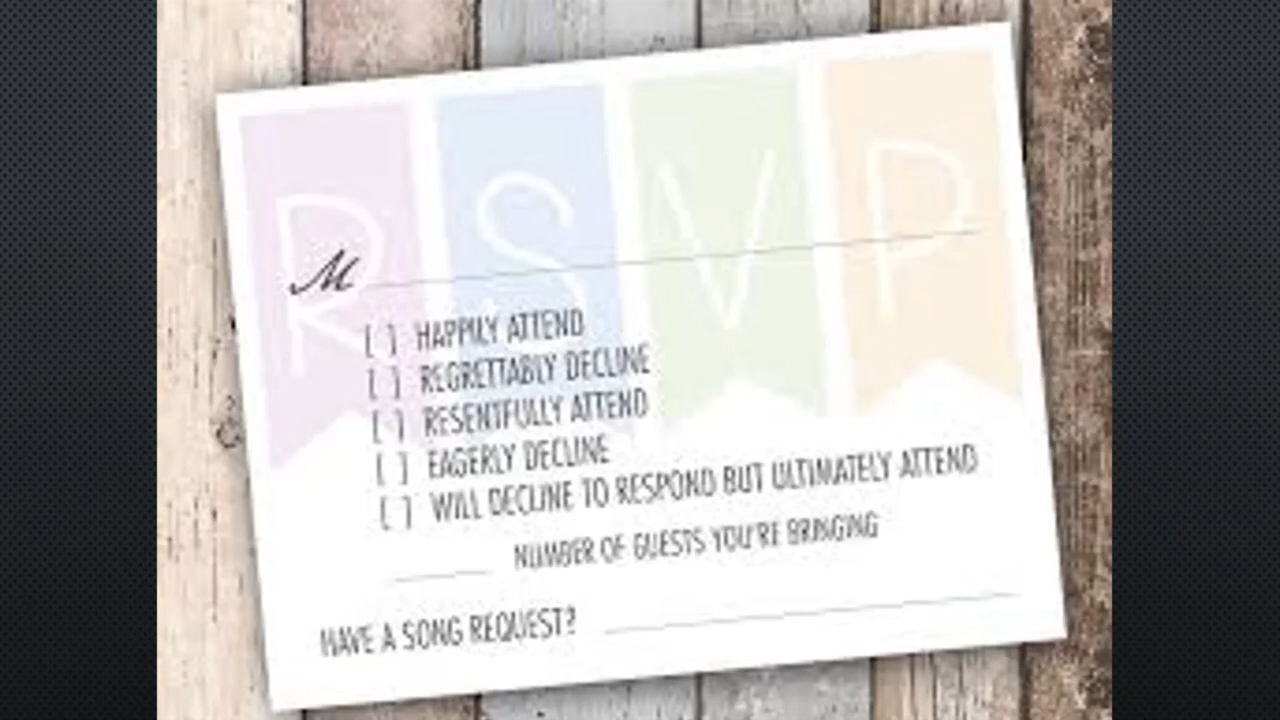 RSVP
M
[ ] HAPPILY ATTEND
[ ] REGRETTABLY DECLINE
[ ] RESENTFULLY ATTEND
[ ] EAGERLY DECLINE
[ ] WILL DECLINE TO RESPOND BUT ULTIMATELY ATTEND
NUMBER OF GUESTS YOU'RE BRINGING
HAVE A SONG REQUEST?